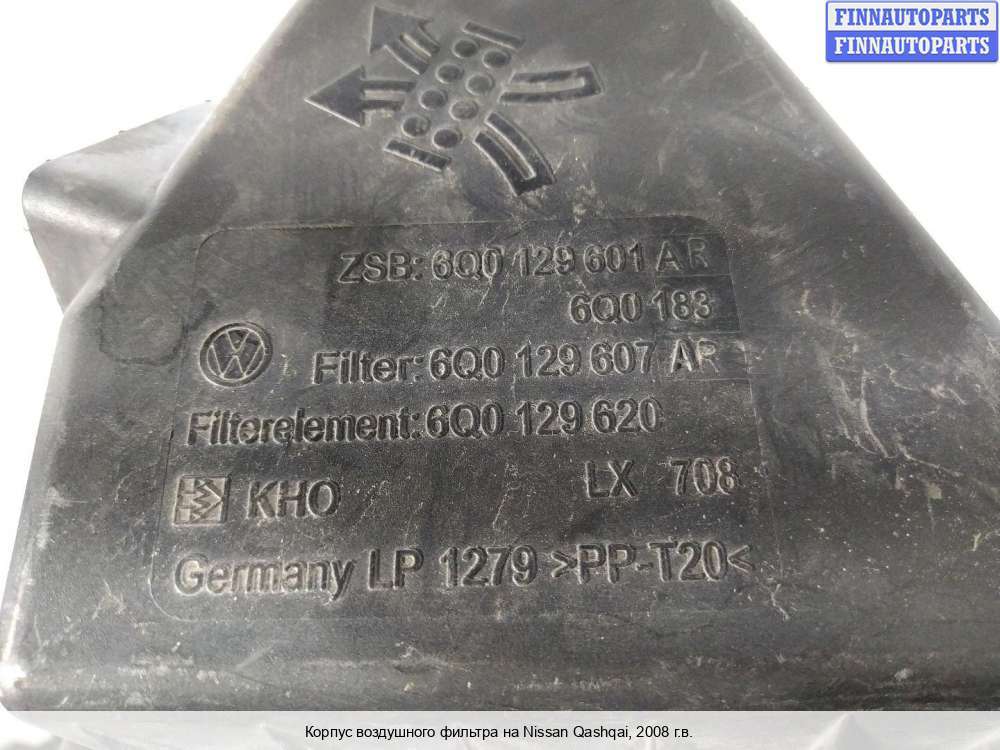 FINNAUTOPARTS
FINNAUTOPARTS
ZSB: 6Q0 129 601 AR
6Q0 183
Filter: 6Q0 129 607 AR
Filterelement: 6Q0 129 620
KHO LX 708
Germany LP 1279 >PP-T20<
Корпус воздушного фильтра на Nissan Qashqai, 2008 г.в.